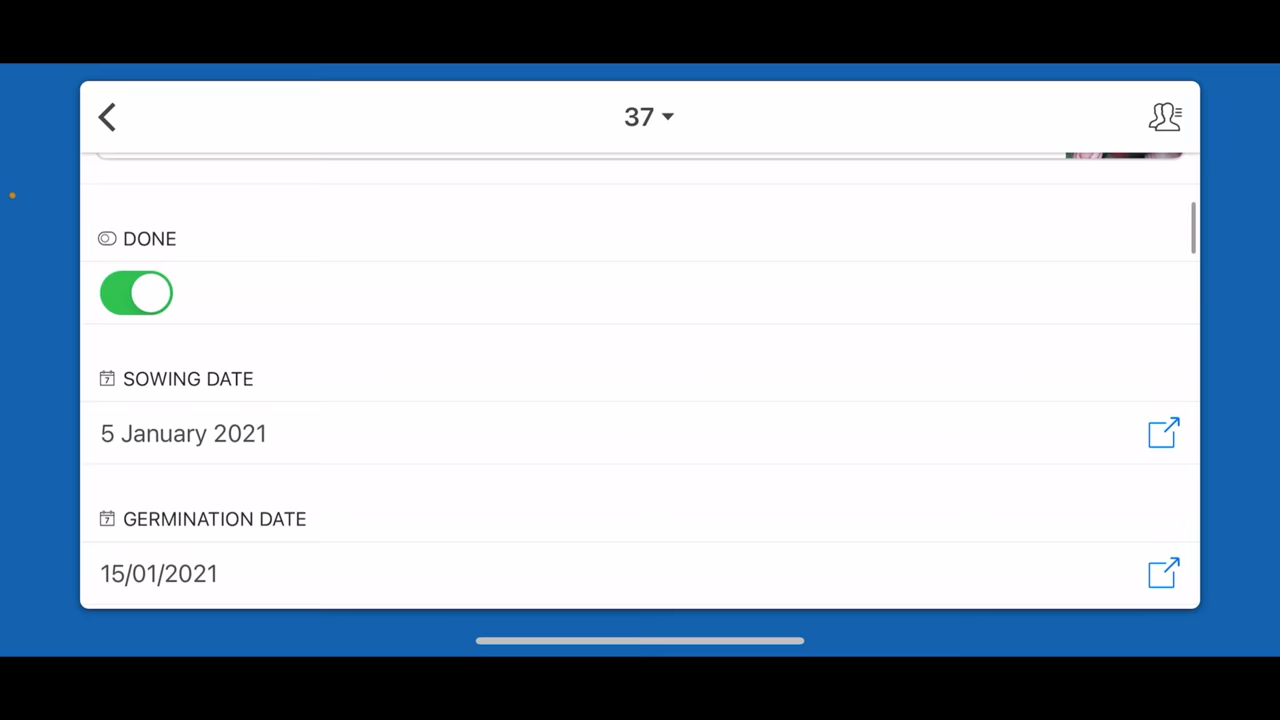 37
DONE
SOWING DATE
5 January 2021
GERMINATION DATE
15/01/2021